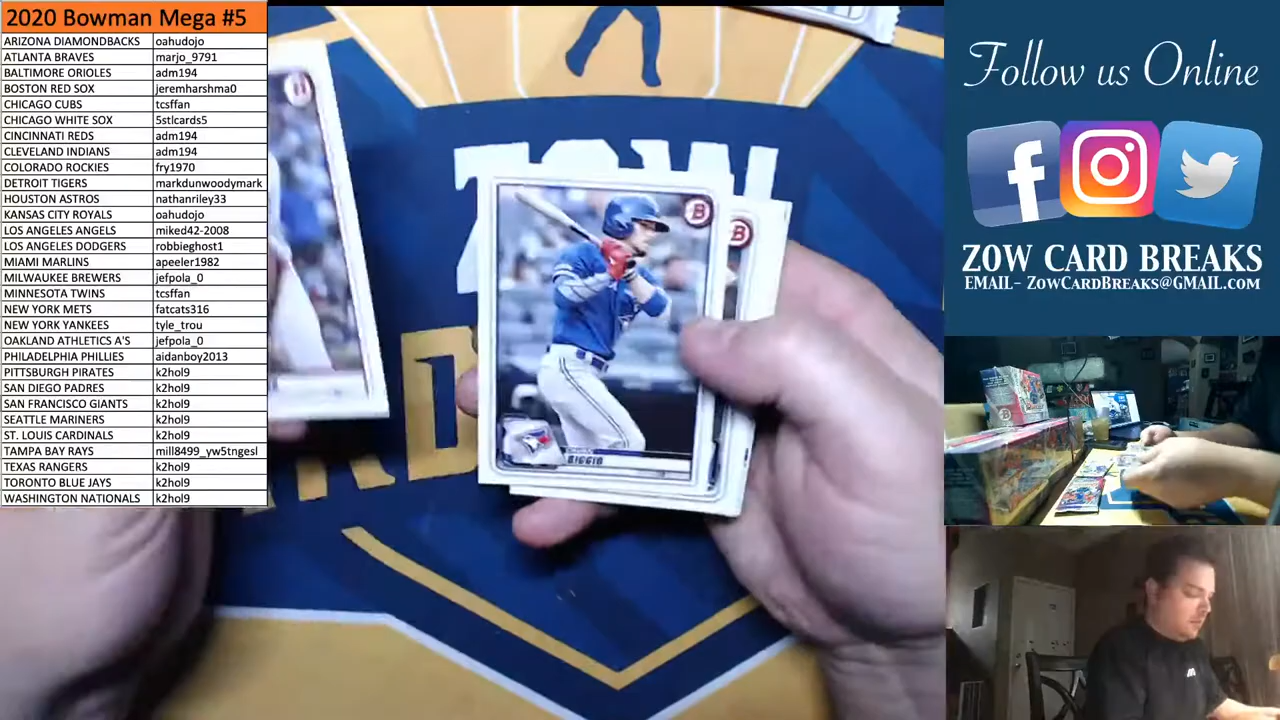 2020 Bowman Mega #5
ARIZONA DIAMONDBACKS oahudojo
ATLANTA BRAVES marjo_9791
BALTIMORE ORIOLES adm194
BOSTON RED SOX jeremharshma0
CHICAGO CUBS tcsffan
CHICAGO WHITE SOX 5stlcards5
CINCINNATI REDS adm194
CLEVELAND INDIANS adm194
COLORADO ROCKIES fry1970
DETROIT TIGERS markdunwoodymark
HOUSTON ASTROS nathanriley33
KANSAS CITY ROYALS oahudojo
LOS ANGELES ANGELS miked42-2008
LOS ANGELES DODGERS robbieghost1
MIAMI MARLINS apeeler1982
MILWAUKEE BREWERS jefpola_0
MINNESOTA TWINS tcsffan
NEW YORK METS fatcats316
NEW YORK YANKEES tyle_trou
OAKLAND ATHLETICS A'S jefpola_0
PHILADELPHIA PHILLIES aidanboy2013
PITTSBURGH PIRATES k2hol9
SAN DIEGO PADRES k2hol9
SAN FRANCISCO GIANTS k2hol9
SEATTLE MARINERS k2hol9
ST. LOUIS CARDINALS k2hol9
TAMPA BAY RAYS mill8499_yw5tngesl
TEXAS RANGERS k2hol9
TORONTO BLUE JAYS k2hol9
WASHINGTON NATIONALS k2hol9
ZOW
BIGGIO
Follow us Online
ZOW CARD BREAKS
EMAIL- ZOWCARDBREAKS@GMAIL.COM